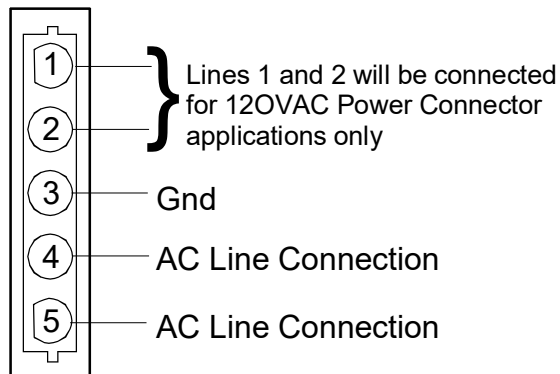 1
Lines 1 and 2 will be connected
for 12OVAC Power Connector
2
applications only
3
Gnd
4
AC Line Connection
5
AC Line Connection